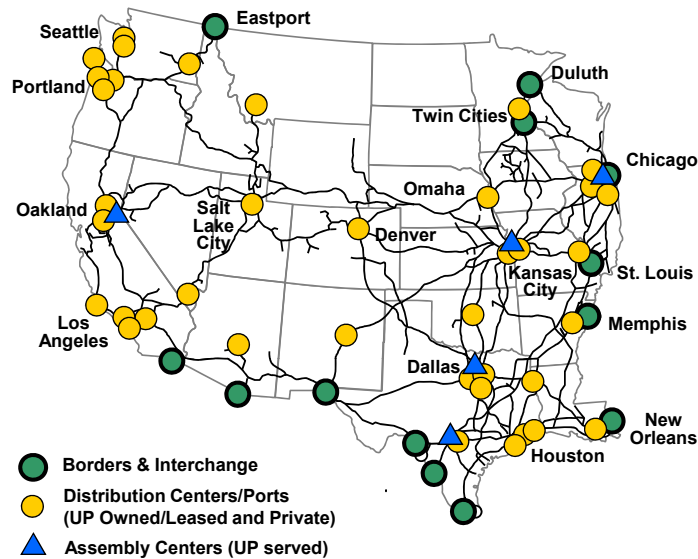 Eastport
Seattle
Duluth
Portland
Twin Cities
Chicago
Omaha
Oakland
Salt
Lake
City
Denver
Kansas
City
St. Louis
Los
Angeles
Memphis
Dallas
New
Orleans
Houston
Borders & Interchange
Distribution Centers/Ports
(UP Owned/Leased and Private)
Assembly Centers (UP served)